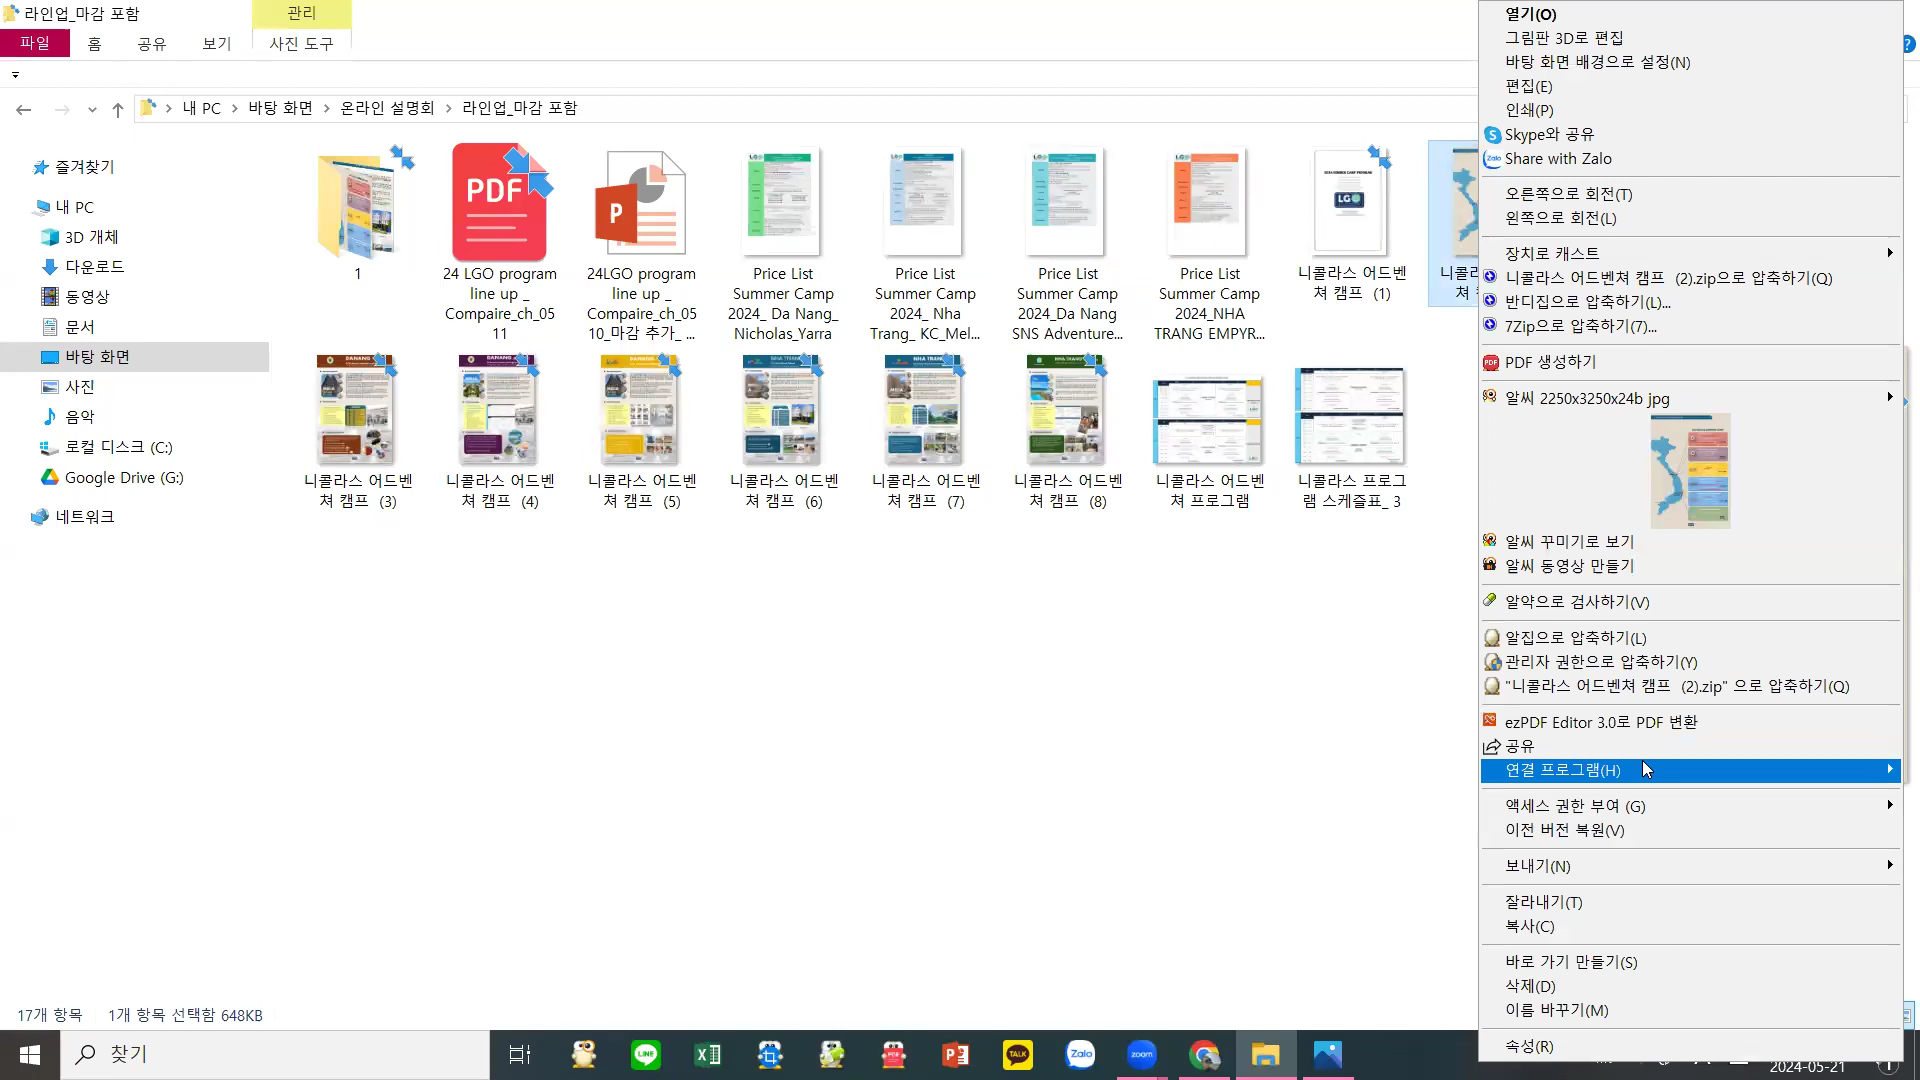 라인업_마감 포함
관리
파일
홈
공유
보기
사진 도구
내 PC
바탕 화면
온라인 설명회
라인업_마감 포함
즐겨찾기
내 PC
3D 개체
다운로드
동영상
문서
바탕 화면
사진
음악
로컬 디스크 (C:)
Google Drive (G:)
네트워크
1
PDF
24 LGO program
line up _
Compaire_ch_05
11
P
24LGO program
line up _
Compaire_ch_05
10_마감 추가_ ...
Price List
Summer Camp
2024_ Da Nang_
Nicholas_Yarra
Price List
Summer Camp
2024_ Nha
Trang_ KC_Mel...
Price List
Summer Camp
2024_Da Nang
SNS Adventure...
Price List
Summer Camp
2024_NHA
TRANG EMPYR...
LGO
니콜라스 어드벤
쳐 캠프 (1)
니콜라스 어드벤
쳐 캠프 (3)
니콜라스 어드벤
쳐 캠프 (4)
니콜라스 어드벤
쳐 캠프 (5)
니콜라스 어드벤
쳐 캠프 (6)
니콜라스 어드벤
쳐 캠프 (7)
니콜라스 어드벤
쳐 캠프 (8)
니콜라스 어드벤
쳐 프로그램
니콜라스 프로그
램 스케즐표_ 3
열기(O)
그림판 3D로 편집
바탕 화면 배경으로 설정(N)
편집(E)
인쇄(P)
Skype와 공유
Share with Zalo
오른쪽으로 회전(T)
왼쪽으로 회전(L)
장치로 캐스트
니콜라스 어드벤쳐 캠프  (2).zip으로 압축하기(Q)
반디집으로 압축하기(L)...
7Zip으로 압축하기(7)...
PDF 생성하기
알씨 2250x3250x24b jpg
알씨 꾸미기로 보기
알씨 동영상 만들기
알약으로 검사하기(V)
알집으로 압축하기(L)
관리자 권한으로 압축하기(Y)
"니콜라스 어드벤쳐 캠프  (2).zip" 으로 압축하기(Q)
ezPDF Editor 3.0로 PDF 변환
공유
연결 프로그램(H)
액세스 권한 부여 (G)
이전 버전 복원(V)
보내기(N)
잘라내기(T)
복사(C)
바로 가기 만들기(S)
삭제(D)
이름 바꾸기(M)
속성(R)
17개 항목
1개 항목 선택함 648KB
찾기
LINE
TALK
Zalo
zoom
2024-05-21